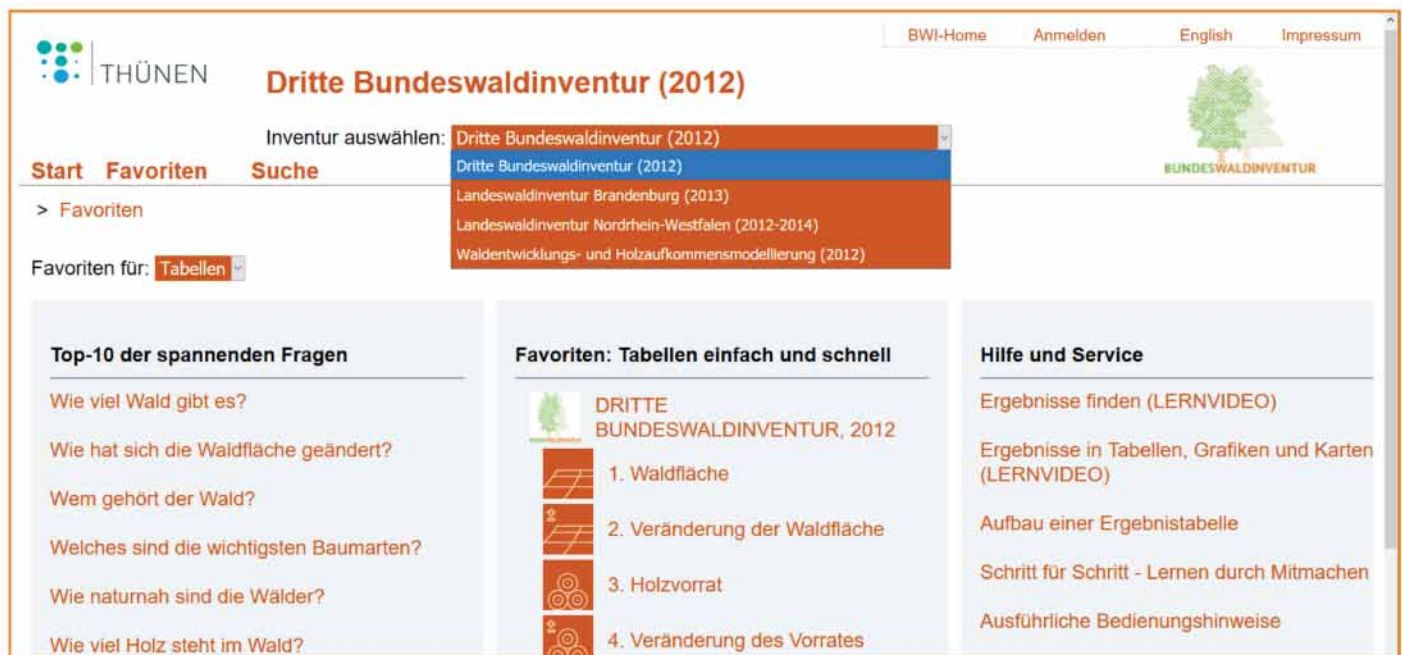 BWI-Home Anmelden English Impressum
THÜNEN
Dritte Bundeswaldinventur (2012)
Inventur auswählen: Dritte Bundeswaldinventur (2012)
Dritte Bundeswaldinventur (2012)
Landeswaldinventur Brandenburg (2013)
Landeswaldinventur Nordrhein-Westfalen (2012-2014)
Waldentwicklungs- und Holzaufkommensmodellierung (2012)
BUNDESWALDINVENTUR
Start Favoriten Suche
> Favoriten
Favoriten für: Tabellen
Top-10 der spannenden Fragen
Wie viel Wald gibt es?
Wie hat sich die Waldfläche geändert?
Wem gehört der Wald?
Welches sind die wichtigsten Baumarten?
Wie naturnah sind die Wälder?
Wie viel Holz steht im Wald?
Favoriten: Tabellen einfach und schnell
DRITTE
BUNDESWALDINVENTUR, 2012
1. Waldfläche
2. Veränderung der Waldfläche
3. Holzvorrat
4. Veränderung des Vorrates
Hilfe und Service
Ergebnisse finden (LERNVIDEO)
Ergebnisse in Tabellen, Grafiken und Karten
(LERNVIDEO)
Aufbau einer Ergebnistabelle
Schritt für Schritt - Lernen durch Mitmachen
Ausführliche Bedienungshinweise